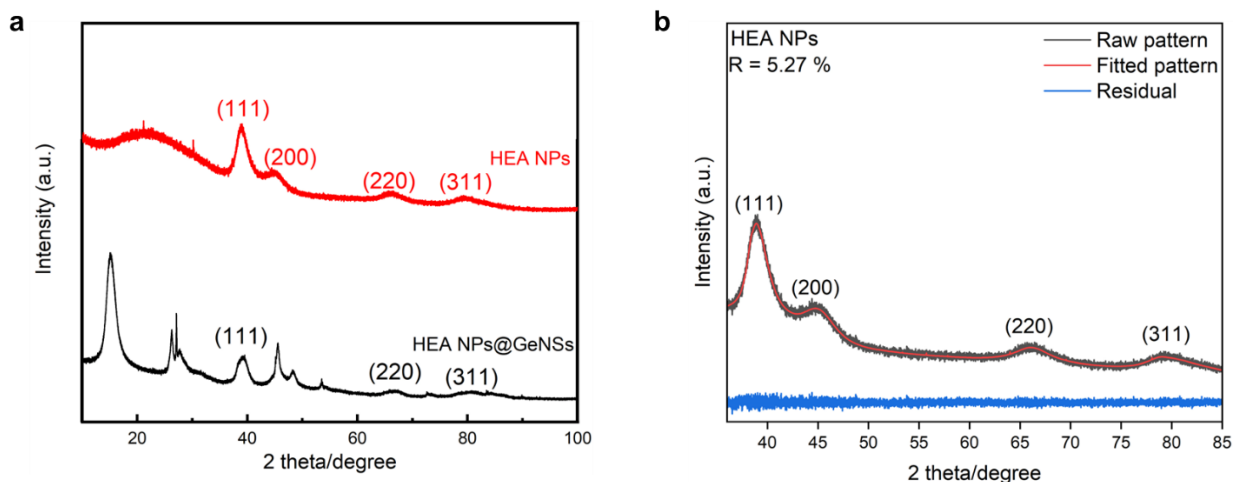 a
(111)
(200)
(220)
(311)
HEA NPs
(111)
(220)
(311)
HEA NPs@GeNSs
Intensity (a.u.)
20
40
60
80
100
2 theta/degree
b
HEA NPs
R = 5.27 %
Raw pattern
Fitted pattern
Residual
(111)
(200)
(220)
(311)
Intensity (a.u.)
40
45
50
55
60
65
70
75
80
85
2 theta/degree